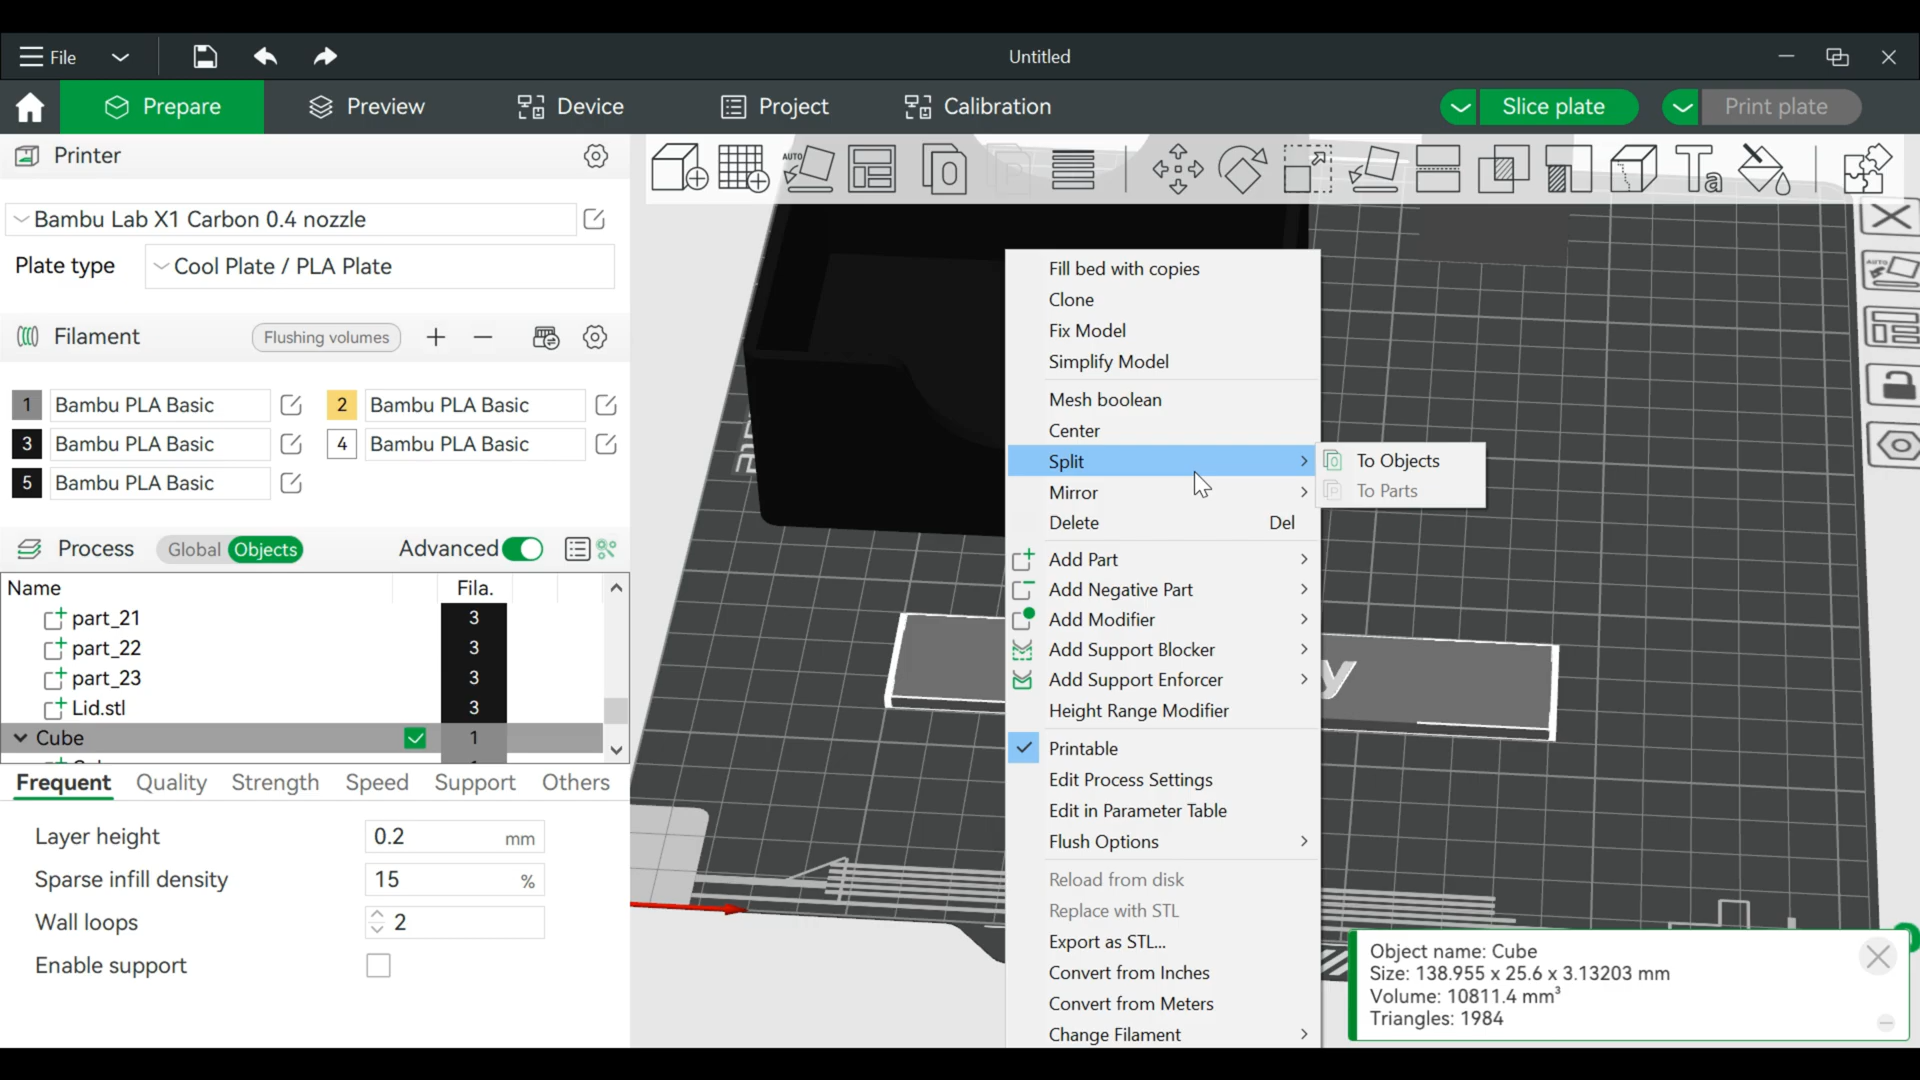 File
Untitled
Prepare
Preview
Device
Project
Calibration
Slice plate
Print plate
Printer
Bambu Lab X1 Carbon 0.4 nozzle
Plate type
Cool Plate / PLA Plate
Filament
Flushing volumes
1 Bambu PLA Basic
2 Bambu PLA Basic
3 Bambu PLA Basic
4 Bambu PLA Basic
5 Bambu PLA Basic
Process
Global
Objects
Advanced
Name
Fila.
part_21 3
part_22 3
part_23 3
Lid.stl 3
Cube 1
Frequent
Quality
Strength
Speed
Support
Others
Layer height 0.2 mm
Sparse infill density 15 %
Wall loops 2
Enable support
AUTO
Fill bed with copies
Clone
Fix Model
Simplify Model
Mesh boolean
Center
Split
To Objects
To Parts
Mirror
Delete Del
Add Part
Add Negative Part
Add Modifier
Add Support Blocker
Add Support Enforcer
Height Range Modifier
Printable
Edit Process Settings
Edit in Parameter Table
Flush Options
Reload from disk
Replace with STL
Export as STL...
Convert from Inches
Convert from Meters
Change Filament
y
AUTO
Object name: Cube
Size: 138.955 x 25.6 x 3.13203 mm
Volume: 10811.4 mm³
Triangles: 1984